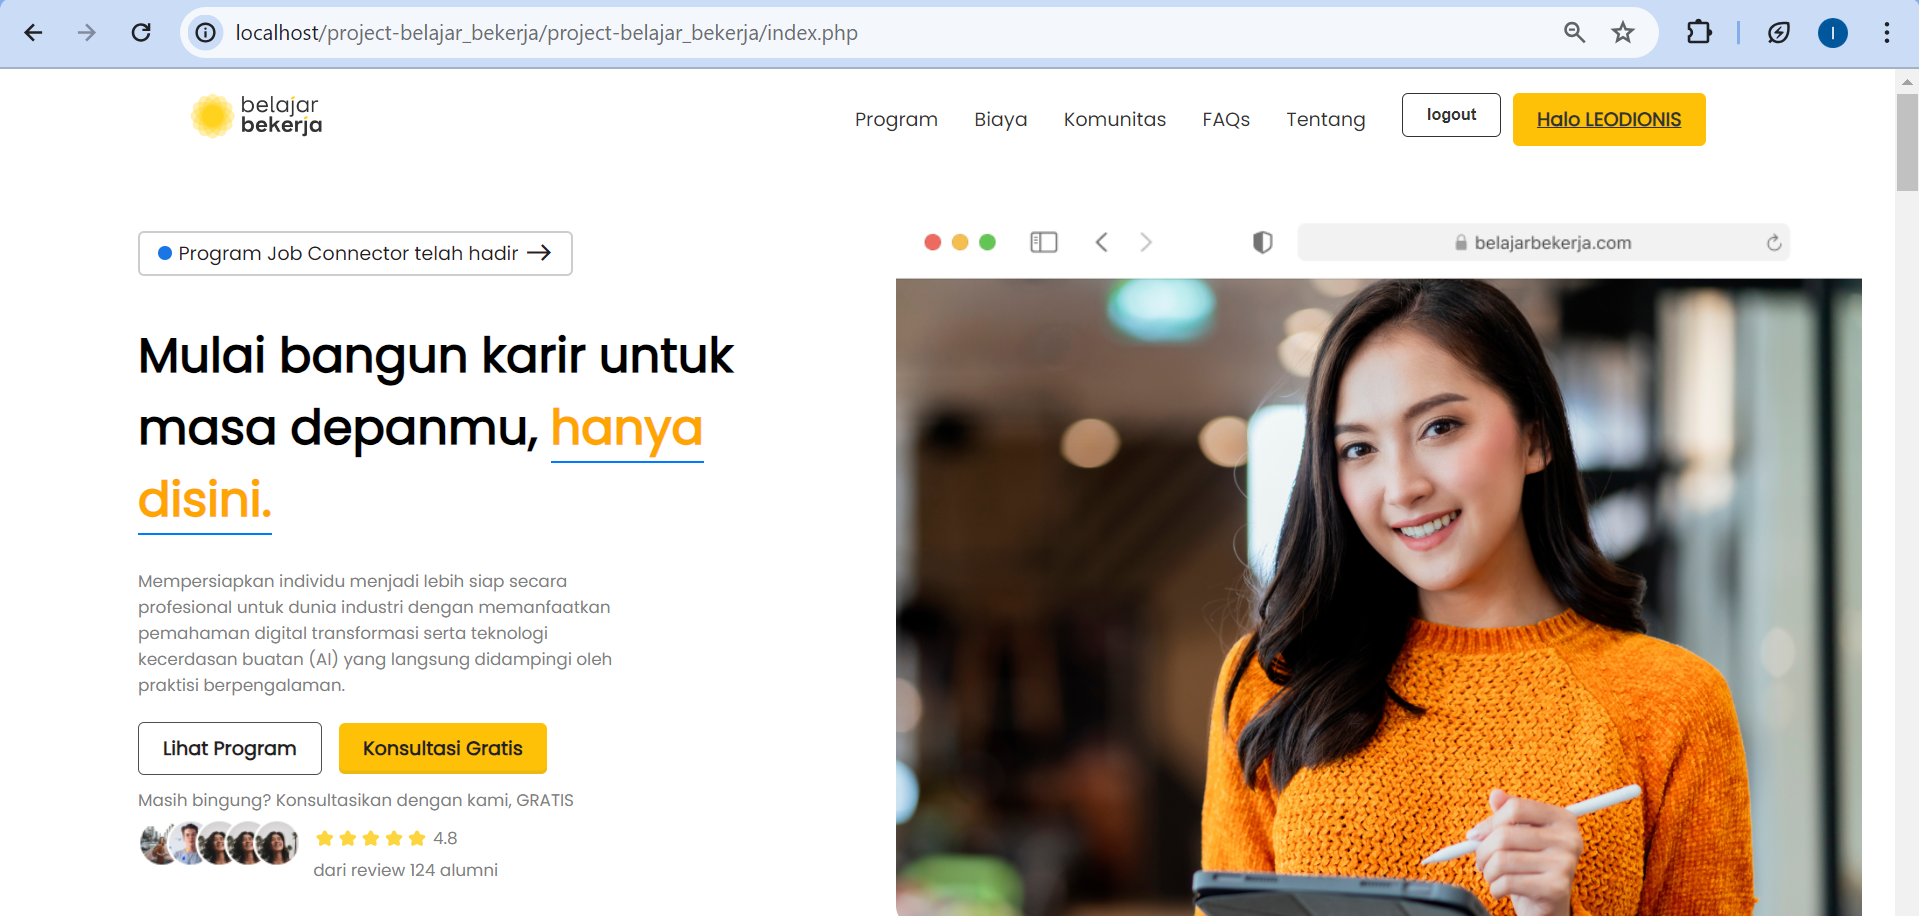 localhost/project-belajar_bekerja/project-belajar_bekerja/index.php
I
belajar
bekerja
Program
Biaya
Komunitas
FAQs
Tentang
logout
Halo LEODIONIS
Program Job Connector telah hadir →
belajarbekerja.com
Mulai bangun karir untuk
masa depanmu, hanya
disini.
Mempersiapkan individu menjadi lebih siap secara
profesional untuk dunia industri dengan memanfaatkan
pemahaman digital transformasi serta teknologi
kecerdasan buatan (AI) yang langsung didampingi oleh
praktisi berpengalaman.
Lihat Program
Konsultasi Gratis
Masih bingung? Konsultasikan dengan kami, GRATIS
4.8
dari review 124 alumni